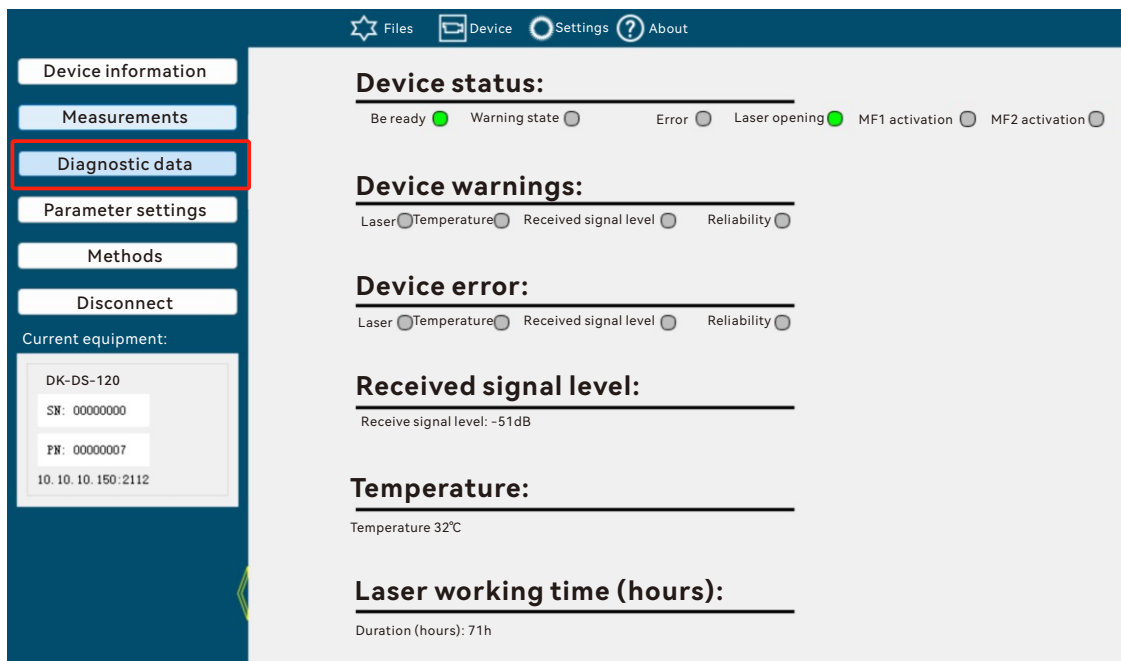 Files Device Settings ? About
Device information
Measurements
Diagnostic data
Parameter settings
Methods
Disconnect
Current equipment:
DK-DS-120
SN: 00000000
PN: 00000007
10.10.10.150:2112
Device status:
Be ready Warning state Error Laser opening MF1 activation MF2 activation
Device warnings:
Laser Temperature Received signal level Reliability
Device error:
Laser Temperature Received signal level Reliability
Received signal level:
Receive signal level: -51dB
Temperature:
Temperature 32℃
Laser working time (hours):
Duration (hours): 71h